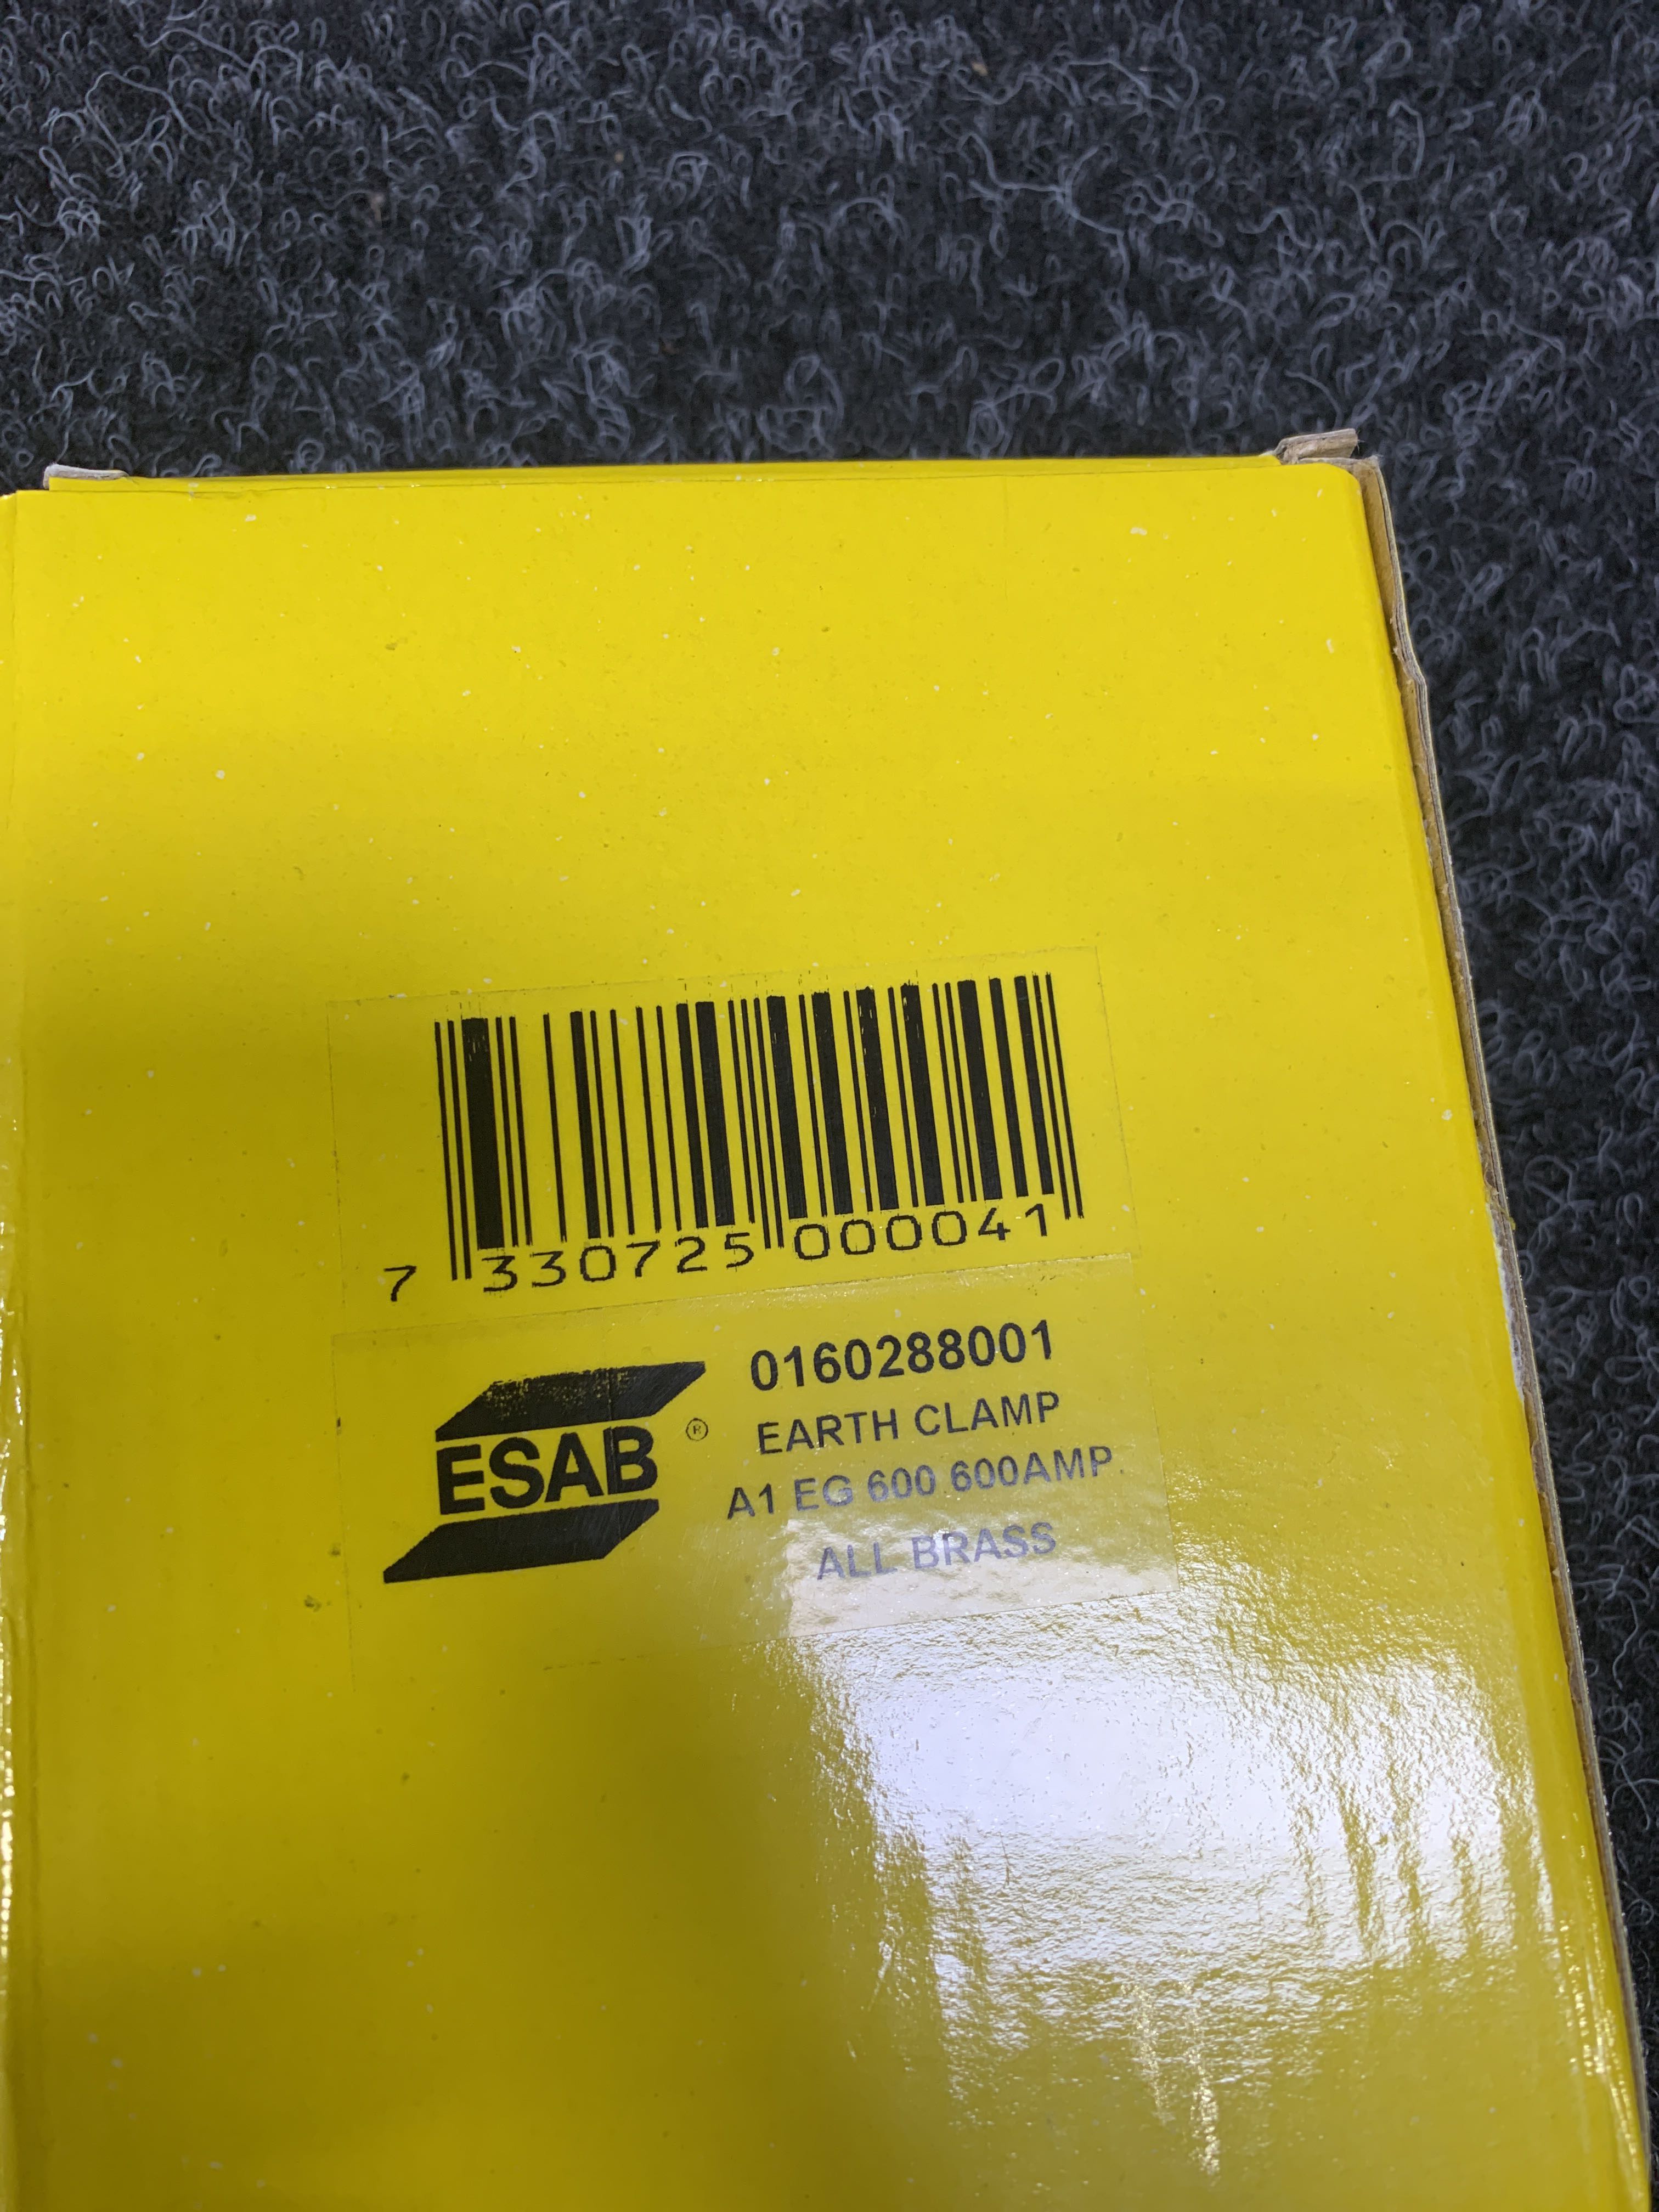 7 330725 000041
ESAB ®
0160288001
EARTH CLAMP
A1 EG 600 600AMP
ALL BRASS